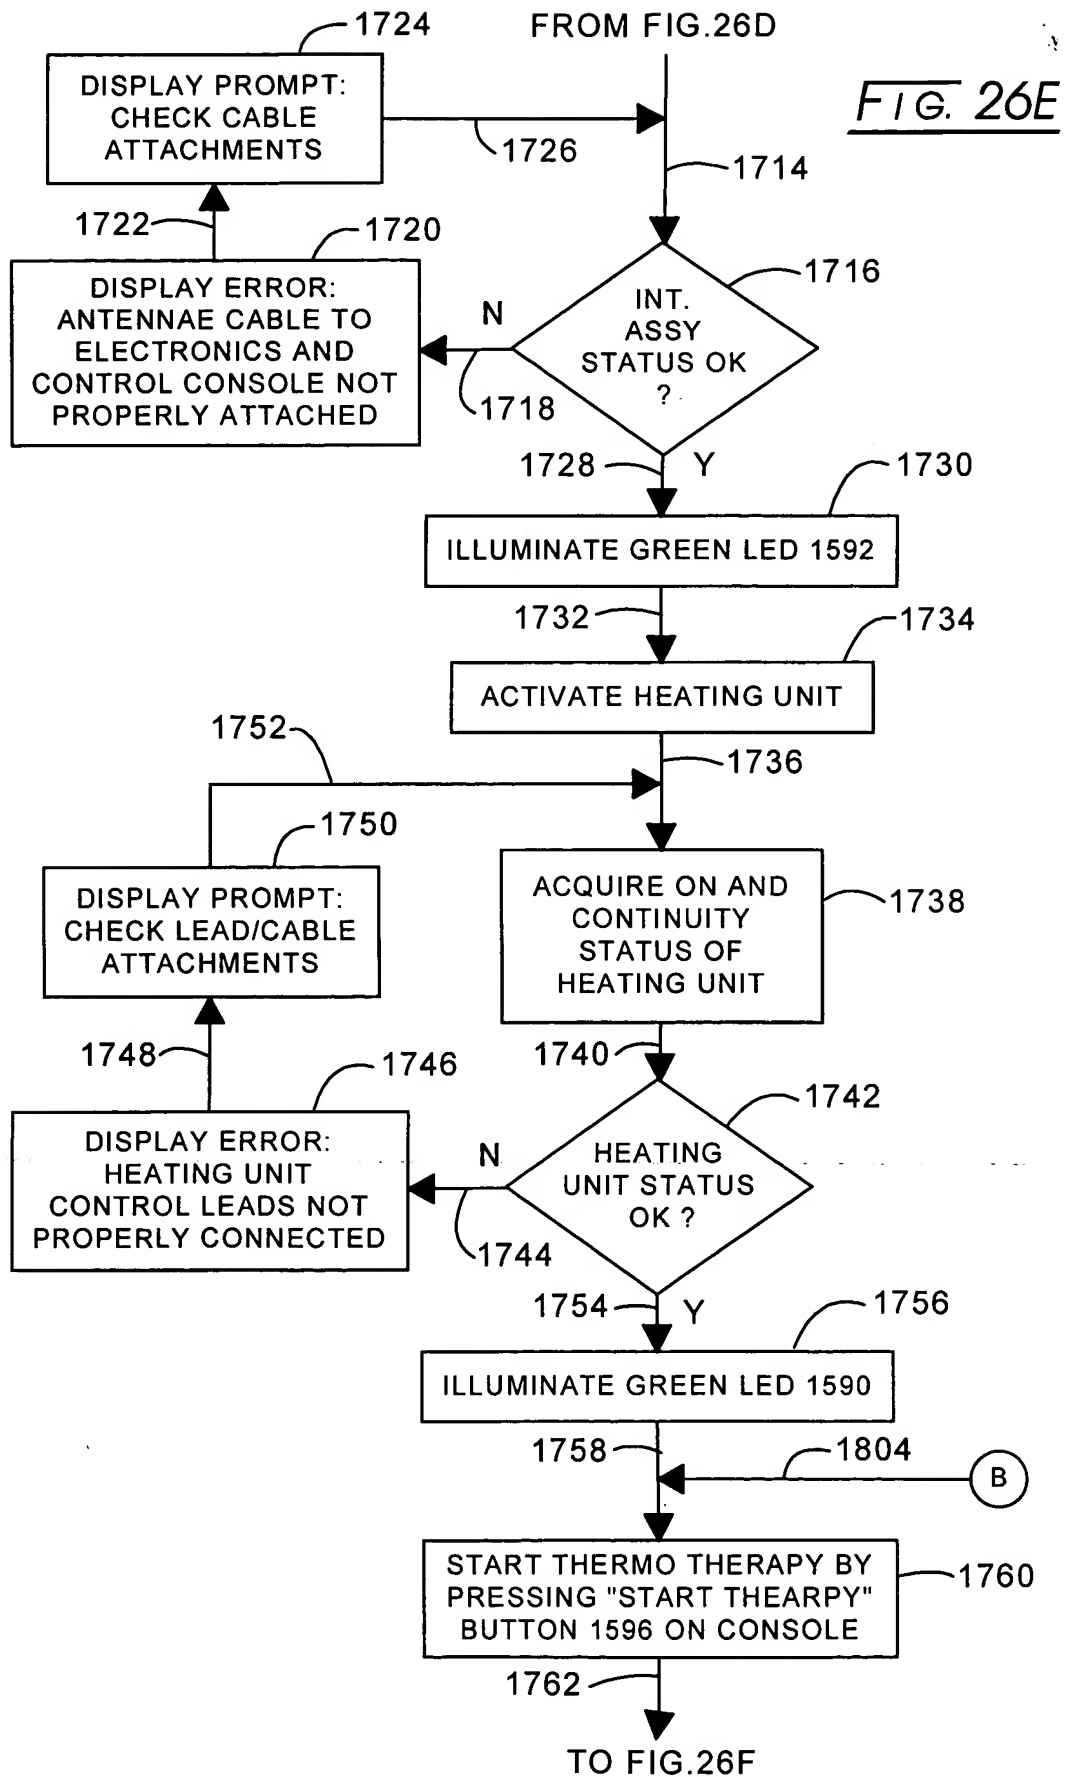 1724
FROM FIG.26D
FIG. 26E
DISPLAY PROMPT:
CHECK CABLE
ATTACHMENTS
1726
1714
1722
1720
1716
DISPLAY ERROR:
ANTENNAE CABLE TO
ELECTRONICS AND
CONTROL CONSOLE NOT
PROPERLY ATTACHED
N
1718
INT.
ASSY
STATUS OK
?
1728
Y
1730
ILLUMINATE GREEN LED 1592
1732
1734
ACTIVATE HEATING UNIT
1752
1736
1750
DISPLAY PROMPT:
CHECK LEAD/CABLE
ATTACHMENTS
ACQUIRE ON AND
CONTINUITY
STATUS OF
HEATING UNIT
1738
1748
1746
1740
1742
DISPLAY ERROR:
HEATING UNIT
CONTROL LEADS NOT
PROPERLY CONNECTED
N
1744
HEATING
UNIT STATUS
OK ?
1754
Y
1756
ILLUMINATE GREEN LED 1590
1758
1804
B
START THERMO THERAPY BY
PRESSING "START THEARPY"
BUTTON 1596 ON CONSOLE
1760
1762
TO FIG.26F